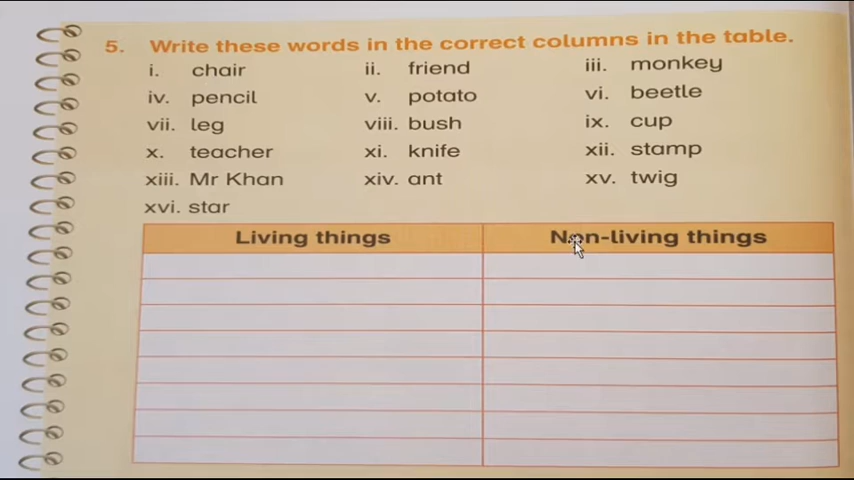 5. Write these words in the correct columns in the table.
i. chair ii. friend iii. monkey
iv. pencil v. potato vi. beetle
vii. leg viii. bush ix. cup
x. teacher xi. knife xii. stamp
xiii. Mr Khan xiv. ant xv. twig
xvi. star
Living things Non-living things